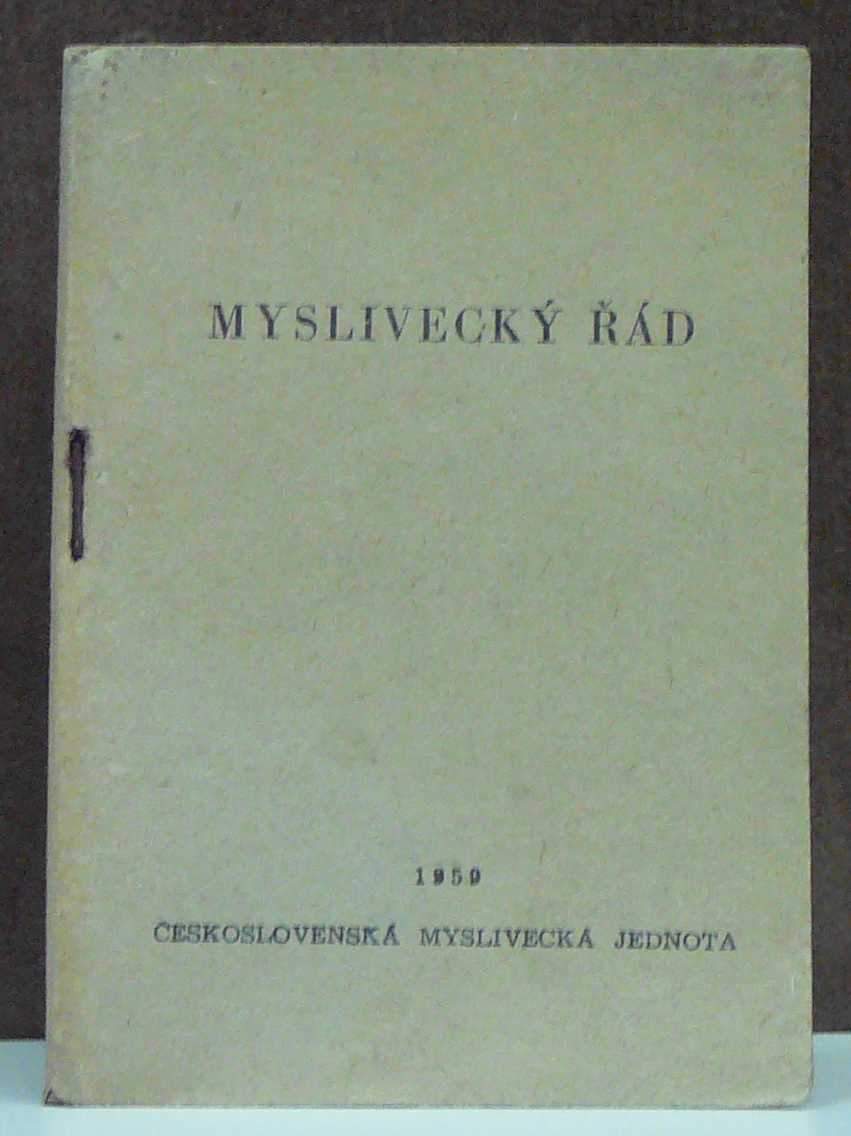 MYSLIVECKÝ ŘÁD
1959
ČESKOSLOVENSKÁ MYSLIVECKÁ JEDNOTA